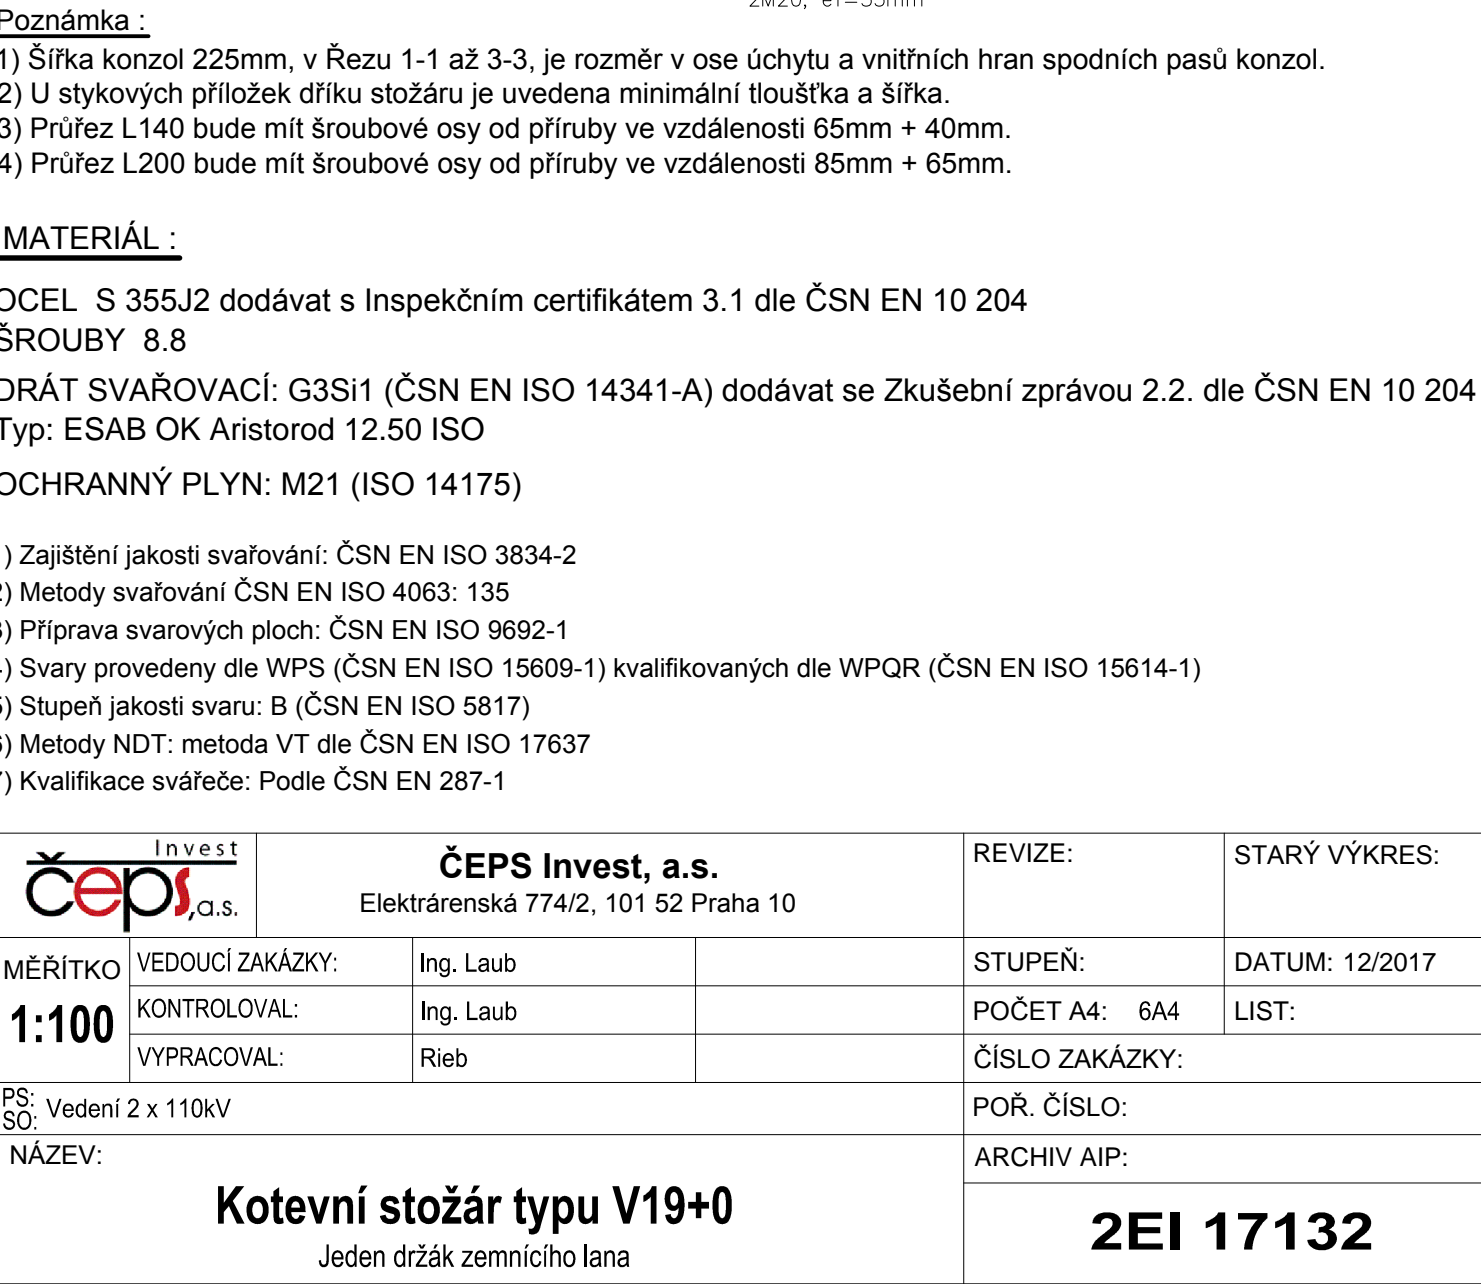 2M20, e1=55mm
Poznámka :
1) Šířka konzol 225mm, v Řezu 1-1 až 3-3, je rozměr v ose úchytu a vnitřních hran spodních pasů konzol.
2) U stykových příložek dříku stožáru je uvedena minimální tloušťka a šířka.
3) Průřez L140 bude mít šroubové osy od příruby ve vzdálenosti 65mm + 40mm.
4) Průřez L200 bude mít šroubové osy od příruby ve vzdálenosti 85mm + 65mm.
MATERIÁL :
OCEL S 355J2 dodávat s Inspekčním certifikátem 3.1 dle ČSN EN 10 204
ŠROUBY 8.8
DRÁT SVAŘOVACÍ: G3Si1 (ČSN EN ISO 14341-A) dodávat se Zkušební zprávou 2.2. dle ČSN EN 10 204
Typ: ESAB OK Aristorod 12.50 ISO
OCHRANNÝ PLYN: M21 (ISO 14175)
1) Zajištění jakosti svařování: ČSN EN ISO 3834-2
2) Metody svařování ČSN EN ISO 4063: 135
3) Příprava svarových ploch: ČSN EN ISO 9692-1
4) Svary provedeny dle WPS (ČSN EN ISO 15609-1) kvalifikovaných dle WPQR (ČSN EN ISO 15614-1)
5) Stupeň jakosti svaru: B (ČSN EN ISO 5817)
6) Metody NDT: metoda VT dle ČSN EN ISO 17637
7) Kvalifikace svářeče: Podle ČSN EN 287-1
Invest
čeps,a.s.
ČEPS Invest, a.s.
Elektrárenská 774/2, 101 52 Praha 10
REVIZE:
STARÝ VÝKRES:
MĚŘÍTKO
1:100
VEDOUCÍ ZAKÁZKY:
Ing. Laub
STUPEŇ:
DATUM: 12/2017
KONTROLOVAL:
Ing. Laub
POČET A4: 6A4
LIST:
VYPRACOVAL:
Rieb
ČÍSLO ZAKÁZKY:
PS:
SO:
Vedení 2 x 110kV
POŘ. ČÍSLO:
NÁZEV:
Kotevní stožár typu V19+0
Jeden držák zemnícího lana
ARCHIV AIP:
2EI 17132